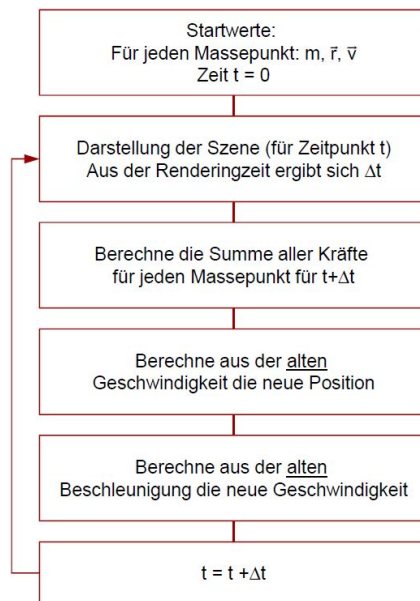 Startwerte:
Für jeden Massepunkt: m, r⃗, v⃗
Zeit t = 0
Darstellung der Szene (für Zeitpunkt t)
Aus der Renderingzeit ergibt sich Δt
Berechne die Summe aller Kräfte
für jeden Massepunkt für t+Δt
Berechne aus der alten
Geschwindigkeit die neue Position
Berechne aus der alten
Beschleunigung die neue Geschwindigkeit
t = t +Δt